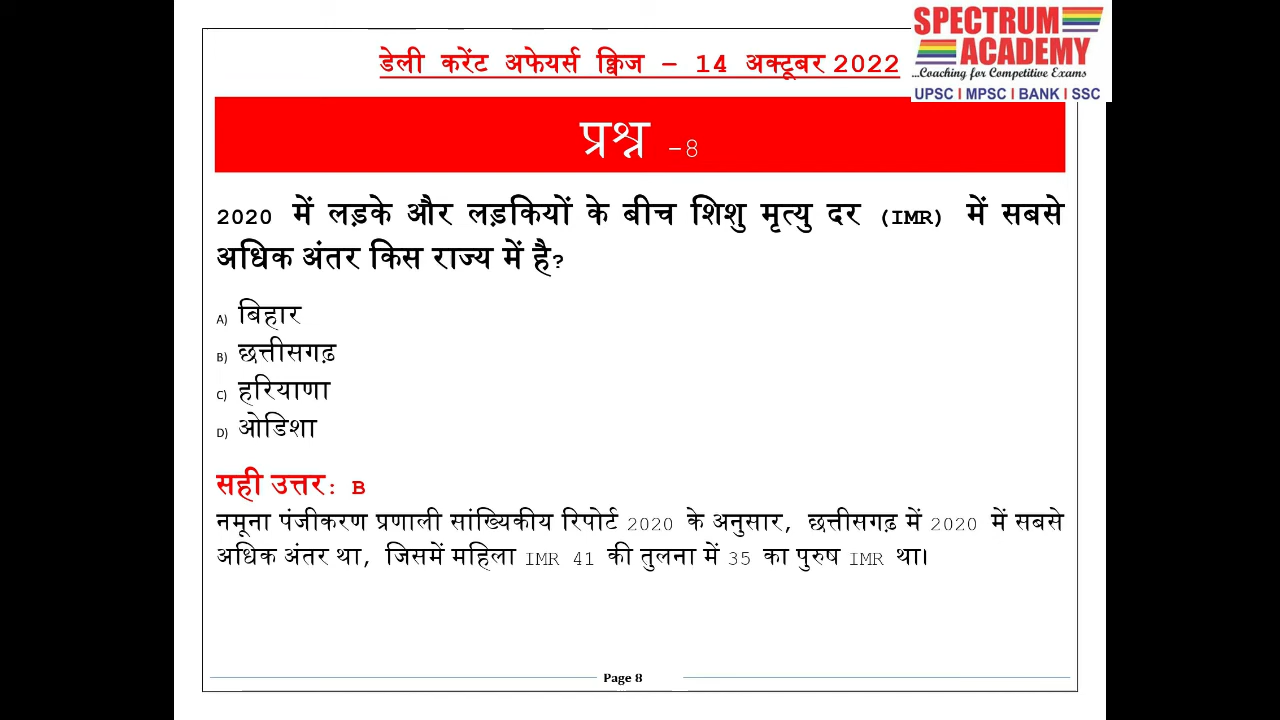 SPECTRUM
ACADEMY
...Coaching for Competitive Exams
UPSC I MPSC I BANK I SSC
डेली करेंट अफेयर्स क्विज – 14 अक्टूबर 2022
प्रश्न -8
2020 में लड़के और लड़कियों के बीच शिशु मृत्यु दर (IMR) में सबसे
अधिक अंतर किस राज्य में है?
A) बिहार
B) छत्तीसगढ़
C) हरियाणा
D) ओडिशा
सही उत्तर: B
नमूना पंजीकरण प्रणाली सांख्यिकीय रिपोर्ट 2020 के अनुसार, छत्तीसगढ़ में 2020 में सबसे
अधिक अंतर था, जिसमें महिला IMR 41 की तुलना में 35 का पुरुष IMR था।
Page 8